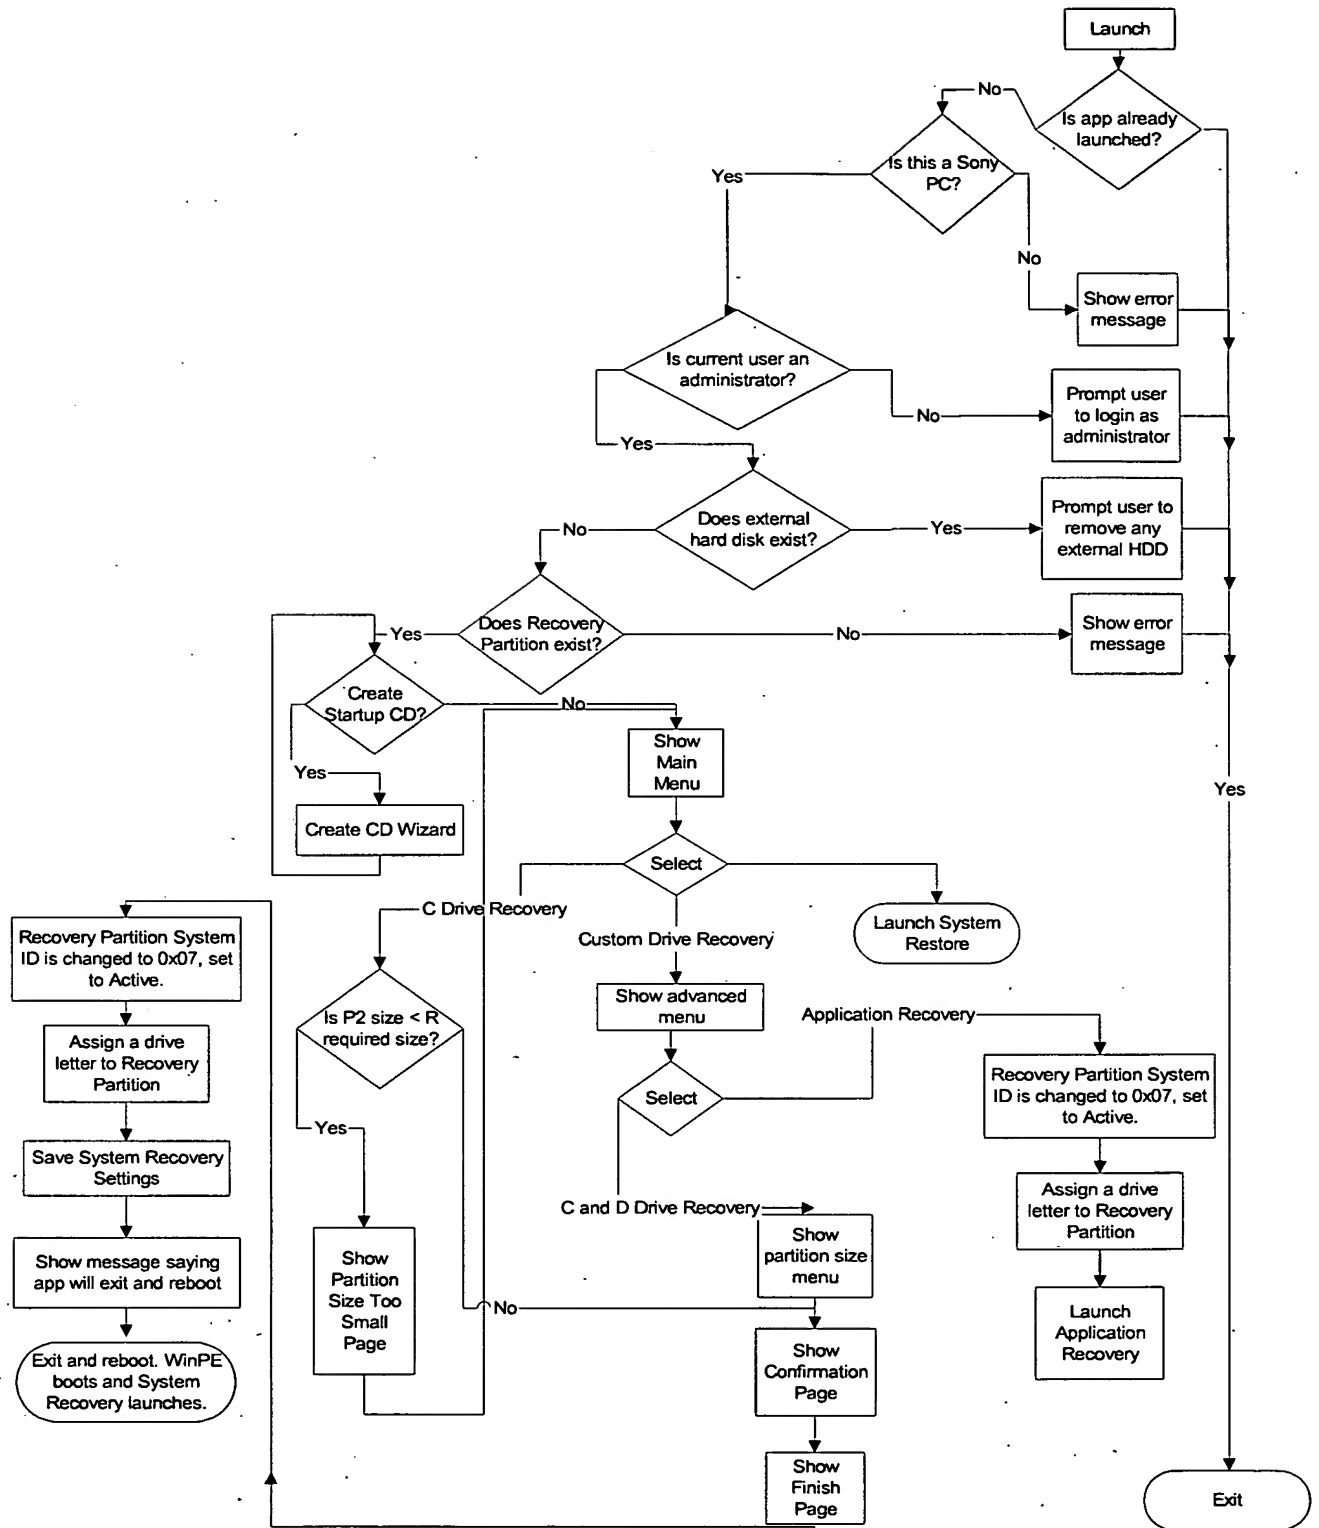 Launch
No
Is app already
launched?
Is this a Sony
PC?
Yes
No
Show error
message
Is current user an
administrator?
Prompt user
to login as
administrator
No
Yes
Does external
hard disk exist?
No
Yes
Prompt user to
remove any
external HDD
Does Recovery
Partition exist?
Yes
No
Show error
message
Create
Startup CD?
No
Show
Main
Menu
Yes
Yes
Create CD Wizard
Select
C Drive Recovery
Launch System
Restore
Custom Drive Recovery
Recovery Partition System
ID is changed to 0x07, set
to Active.
Show advanced
menu
Is P2 size < R
required size?
Application Recovery
Assign a drive
letter to Recovery
Partition
Recovery Partition System
ID is changed to 0x07, set
to Active.
Select
Yes
Save System Recovery
Settings
Assign a drive
letter to Recovery
Partition
C and D Drive Recovery
Show
partition size
menu
Show message saying
app will exit and reboot
Show
Partition
Size Too
Small
Page
No
Launch
Application
Recovery
Exit and reboot. WinPE
boots and System
Recovery launches.
Show
Confirmation
Page
Show
Finish
Page
Exit